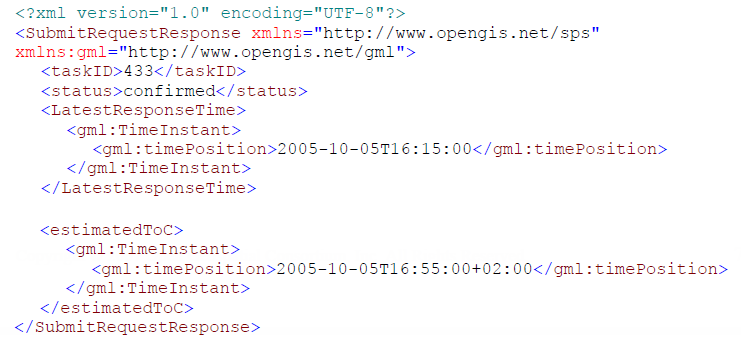 <?xml version="1.0" encoding="UTF-8"?>
<SubmitRequestResponse xmlns="http://www.opengis.net/sps"
xmlns:gml="http://www.opengis.net/gml">
<taskID>433</taskID>
<status>confirmed</status>
<LatestResponseTime>
<gml:TimeInstant>
<gml:timePosition>2005-10-05T16:15:00</gml:timePosition>
</gml:TimeInstant>
</LatestResponseTime>
<estimatedToC>
<gml:TimeInstant>
<gml:timePosition>2005-10-05T16:55:00+02:00</gml:timePosition>
</gml:TimeInstant>
</estimatedToC>
</SubmitRequestResponse>